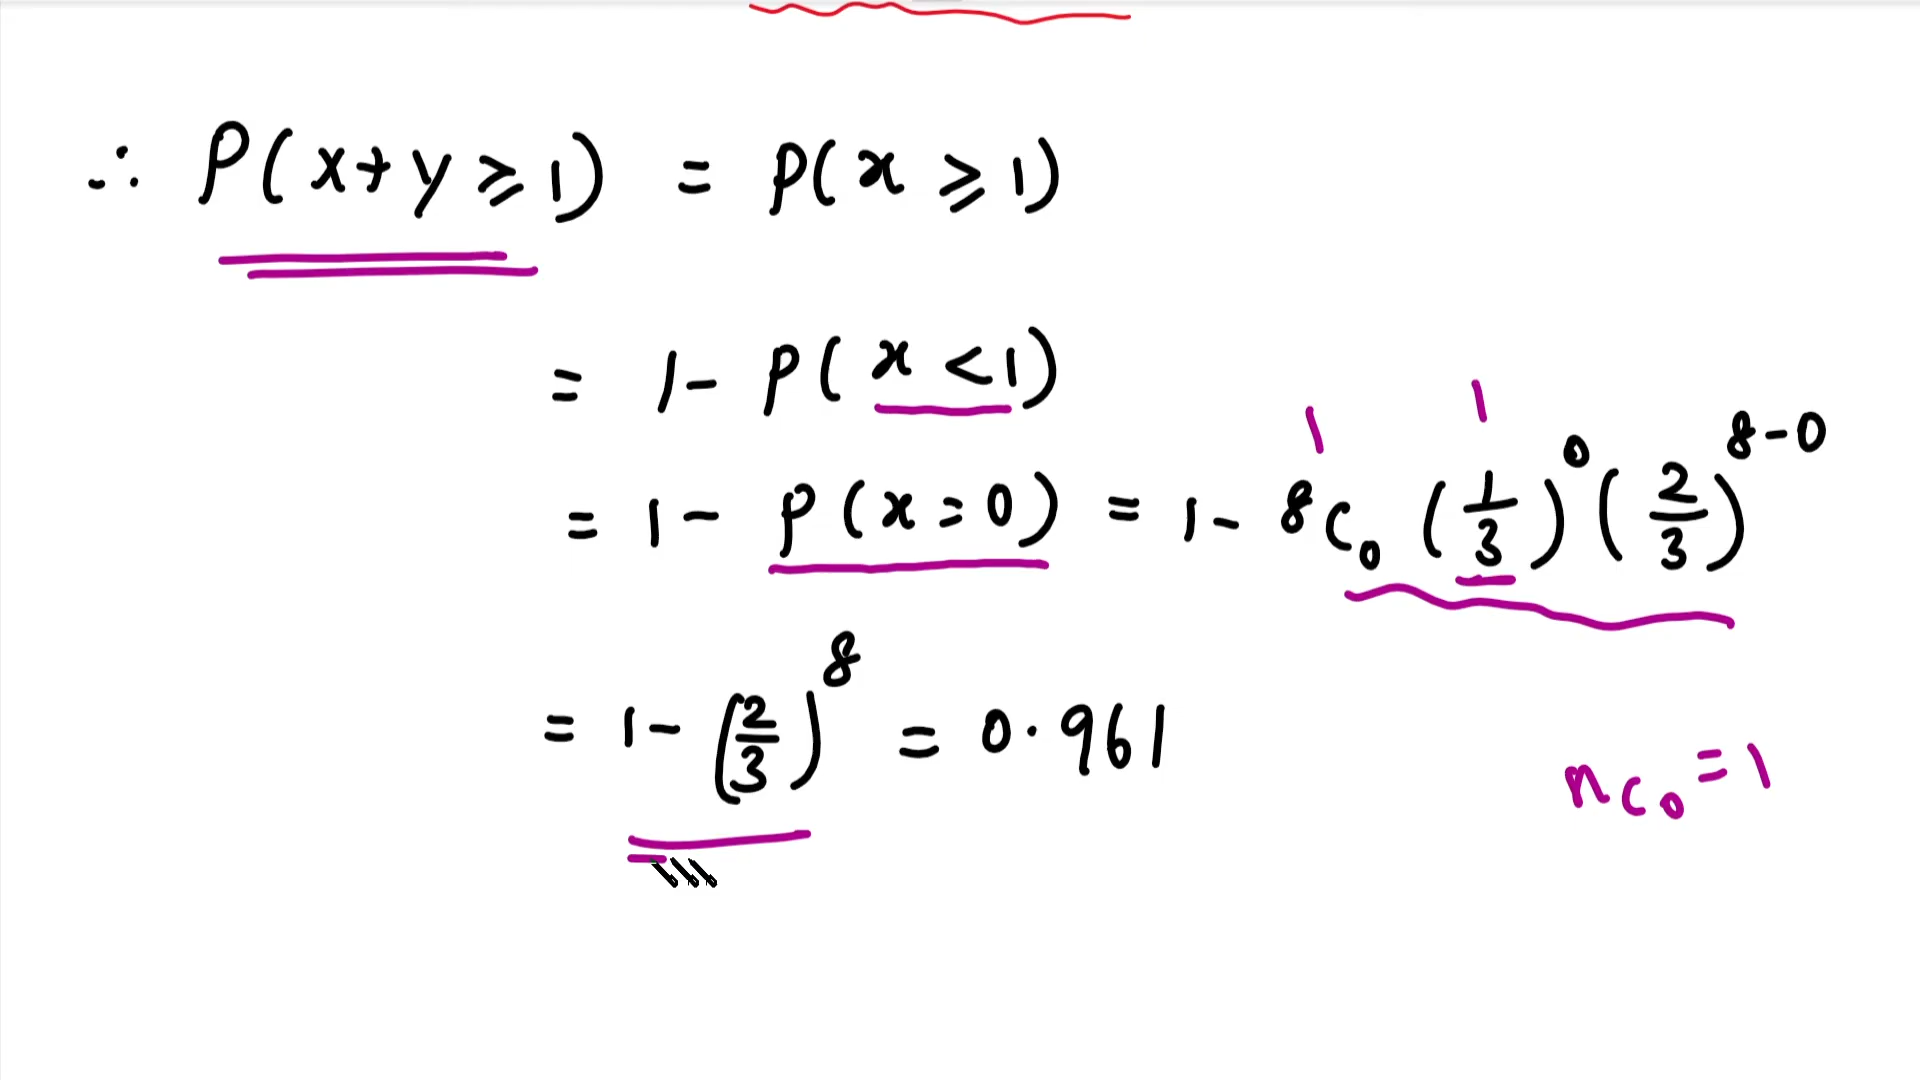 ∴ P(x+y ≥ 1) = P(x ≥ 1)
= 1 - P(x < 1)
= 1 - P(x = 0) = 1 - 8C₀ (1/3)⁰ (2/3)⁸⁻⁰
1 1
= 1 - (2/3)⁸ = 0.961
nC₀ = 1